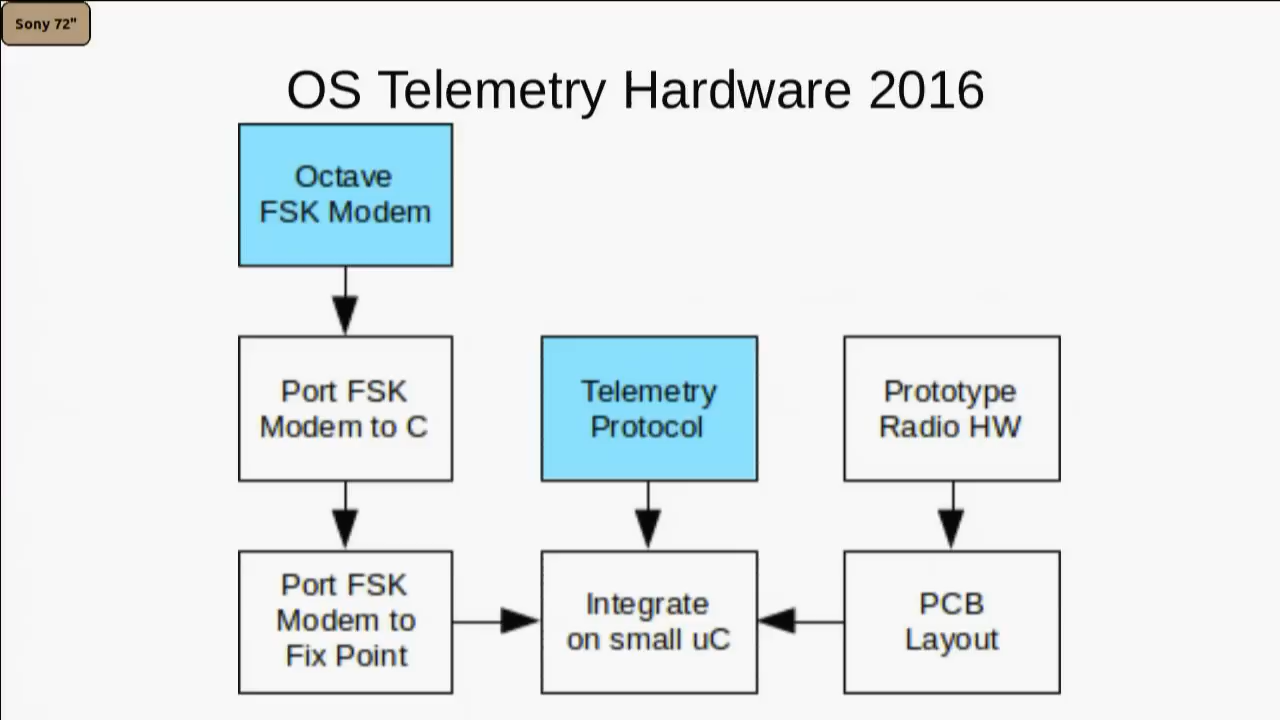 Sony 72"
OS Telemetry Hardware 2016
Octave
FSK Modem
Port FSK
Modem to C
Telemetry
Protocol
Prototype
Radio HW
Port FSK
Modem to
Fix Point
Integrate
on small uC
PCB
Layout